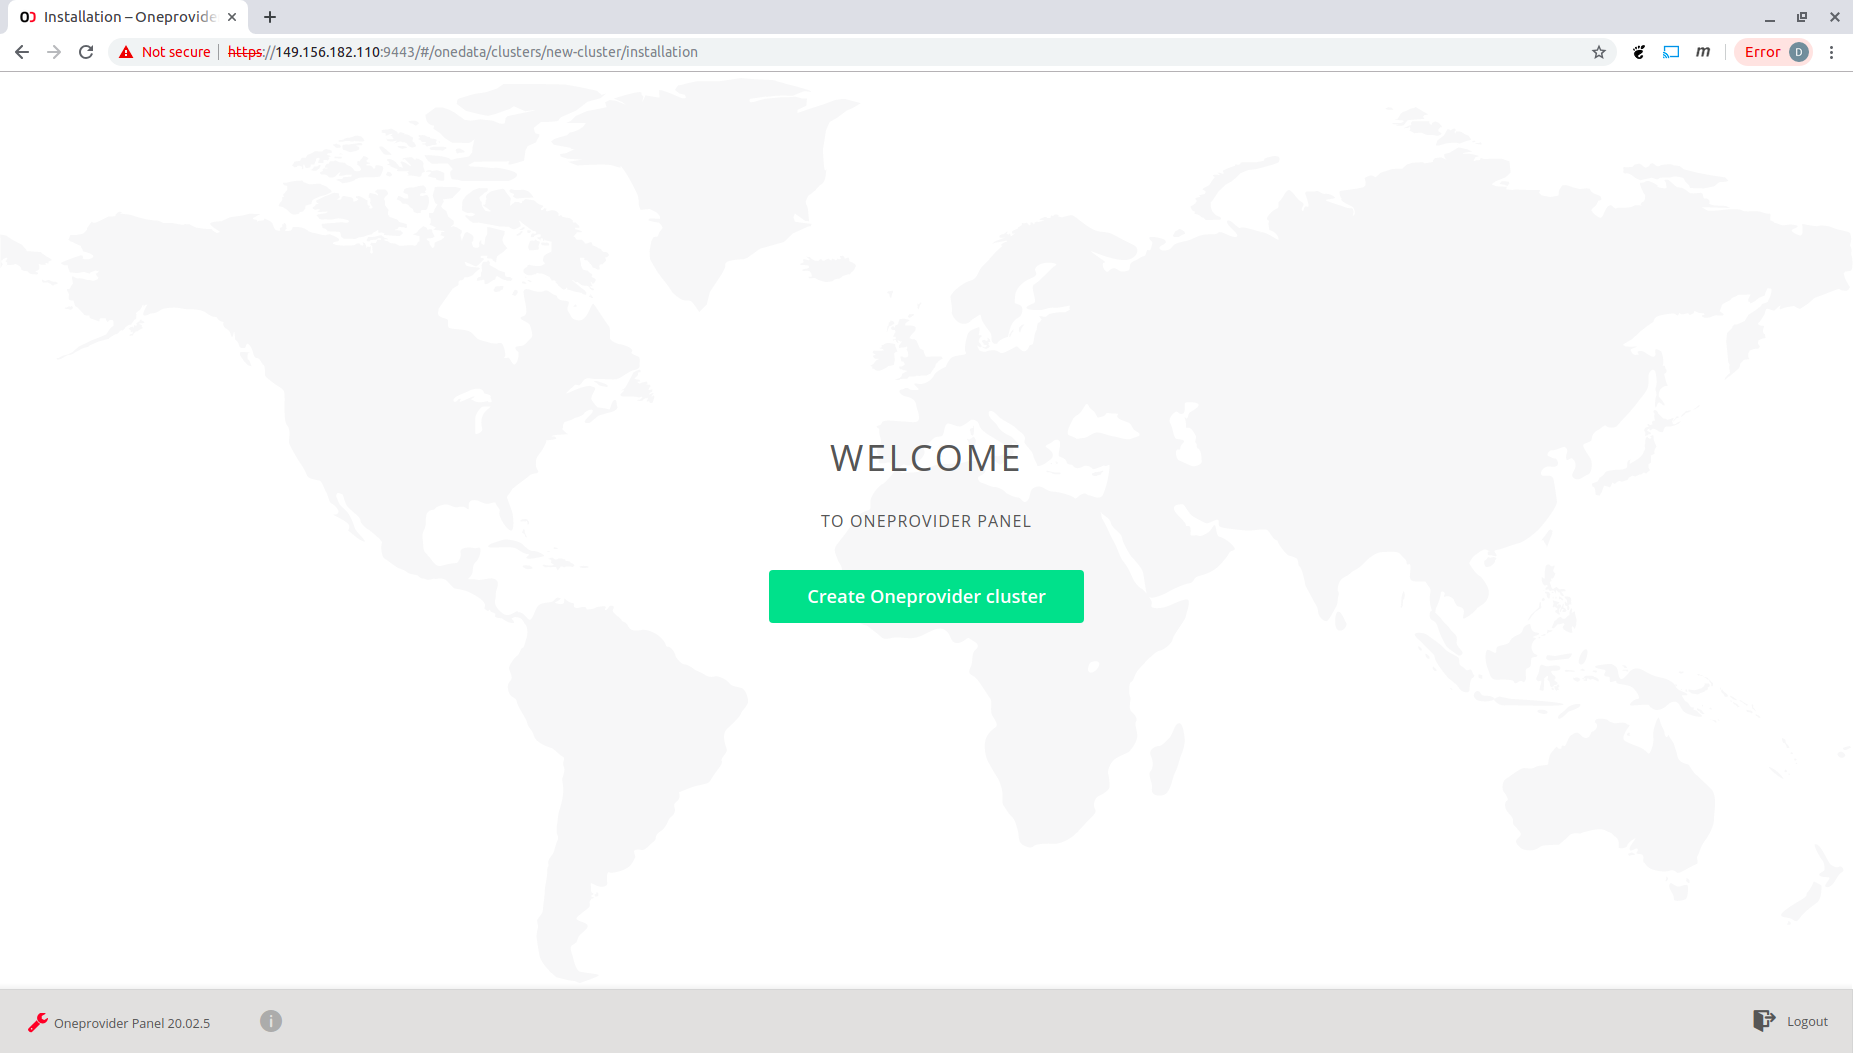 Installation – Oneprovide
Not secure
https://149.156.182.110:9443/#/onedata/clusters/new-cluster/installation
m
Error
D
WELCOME
TO ONEPROVIDER PANEL
Create Oneprovider cluster
Oneprovider Panel 20.02.5
i
Logout